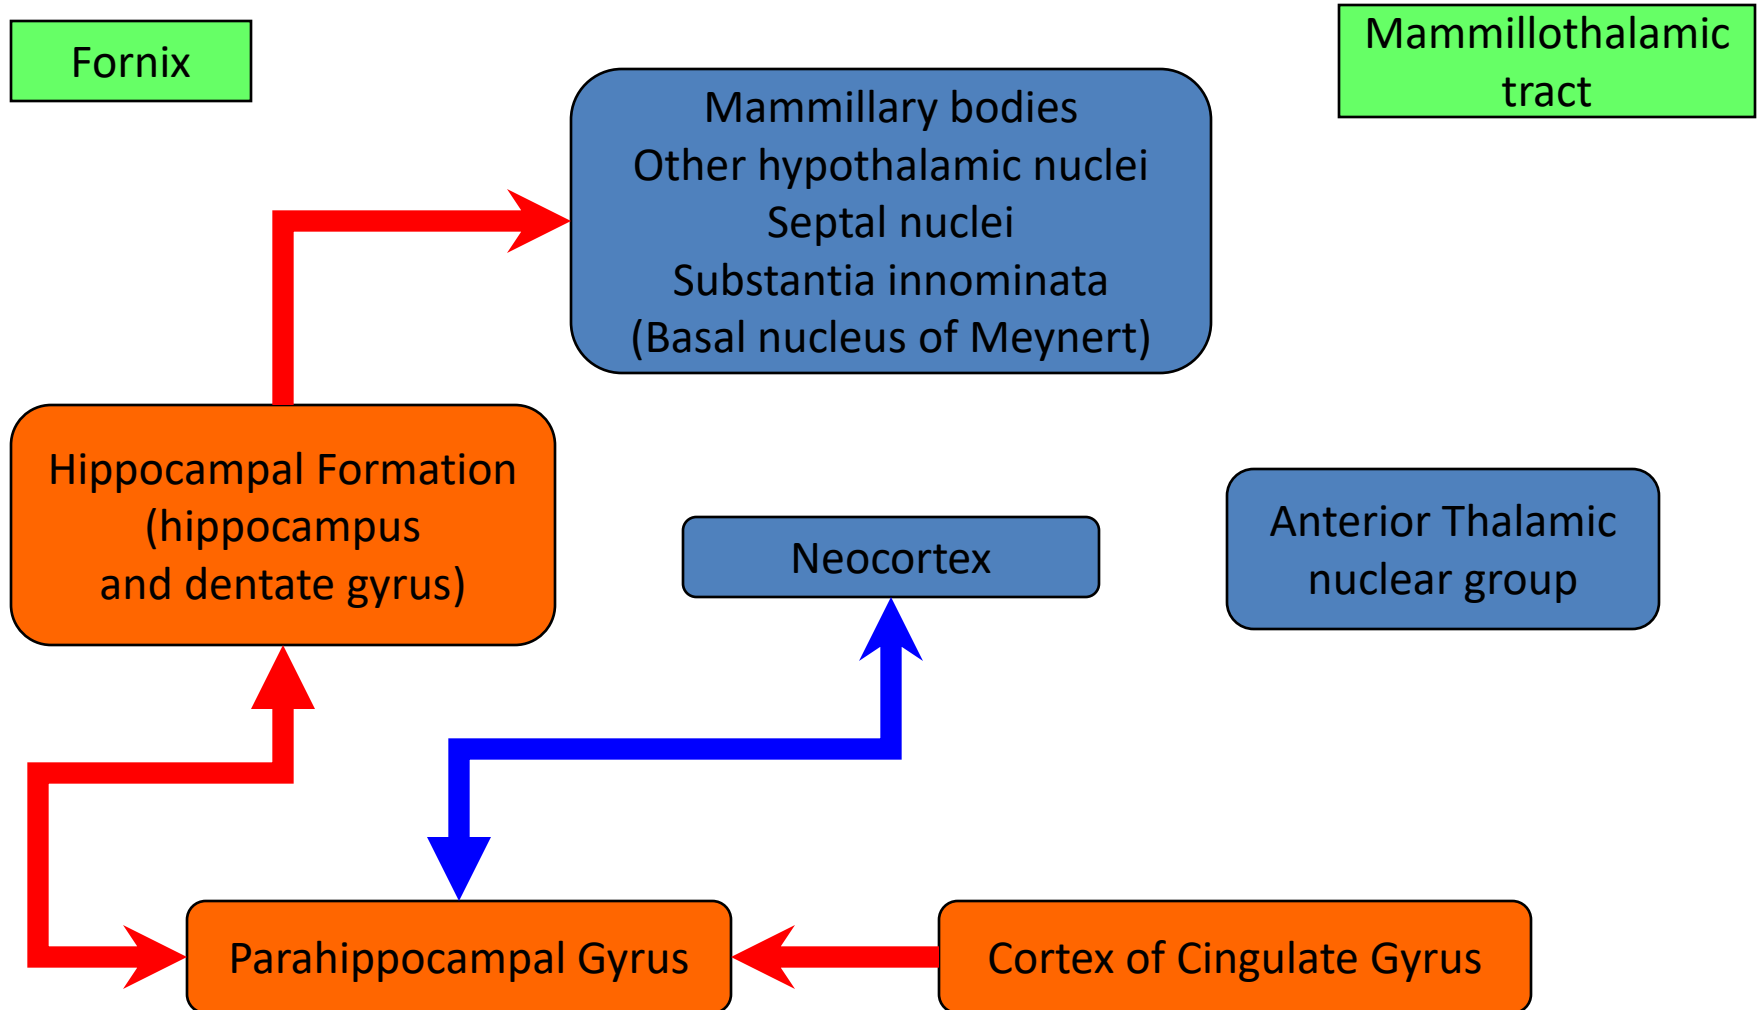 Fornix
Mammillothalamic
tract
Mammillary bodies
Other hypothalamic nuclei
Septal nuclei
Substantia innominata
(Basal nucleus of Meynert)
Hippocampal Formation
(hippocampus
and dentate gyrus)
Neocortex
Anterior Thalamic
nuclear group
Parahippocampal Gyrus
Cortex of Cingulate Gyrus